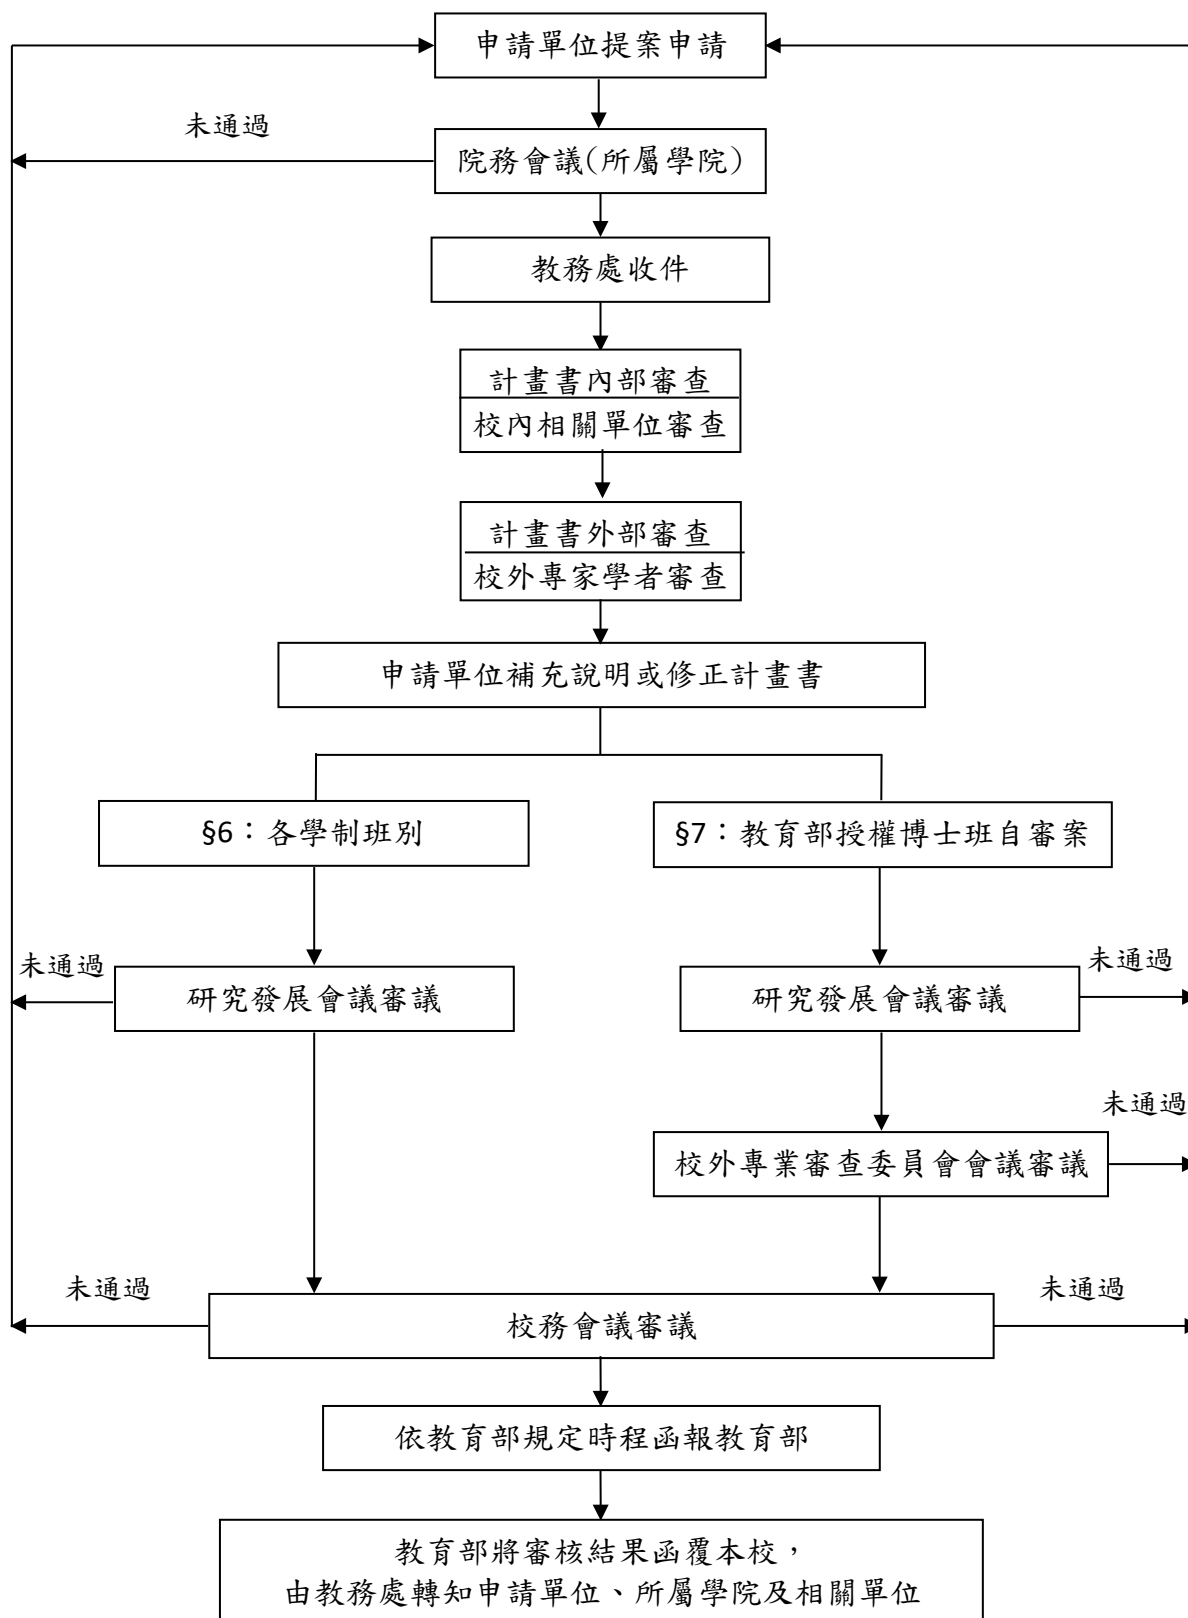 申請單位提案申請
未通過
院務會議(所屬學院)
教務處收件
計畫書內部審查
校內相關單位審查
計畫書外部審查
校外專家學者審查
申請單位補充說明或修正計畫書
§6：各學制班別
§7：教育部授權博士班自審案
未通過
研究發展會議審議
研究發展會議審議
未通過
未通過
校外專業審查委員會會議審議
未通過
校務會議審議
未通過
依教育部規定時程函報教育部
教育部將審核結果函覆本校，
由教務處轉知申請單位、所屬學院及相關單位